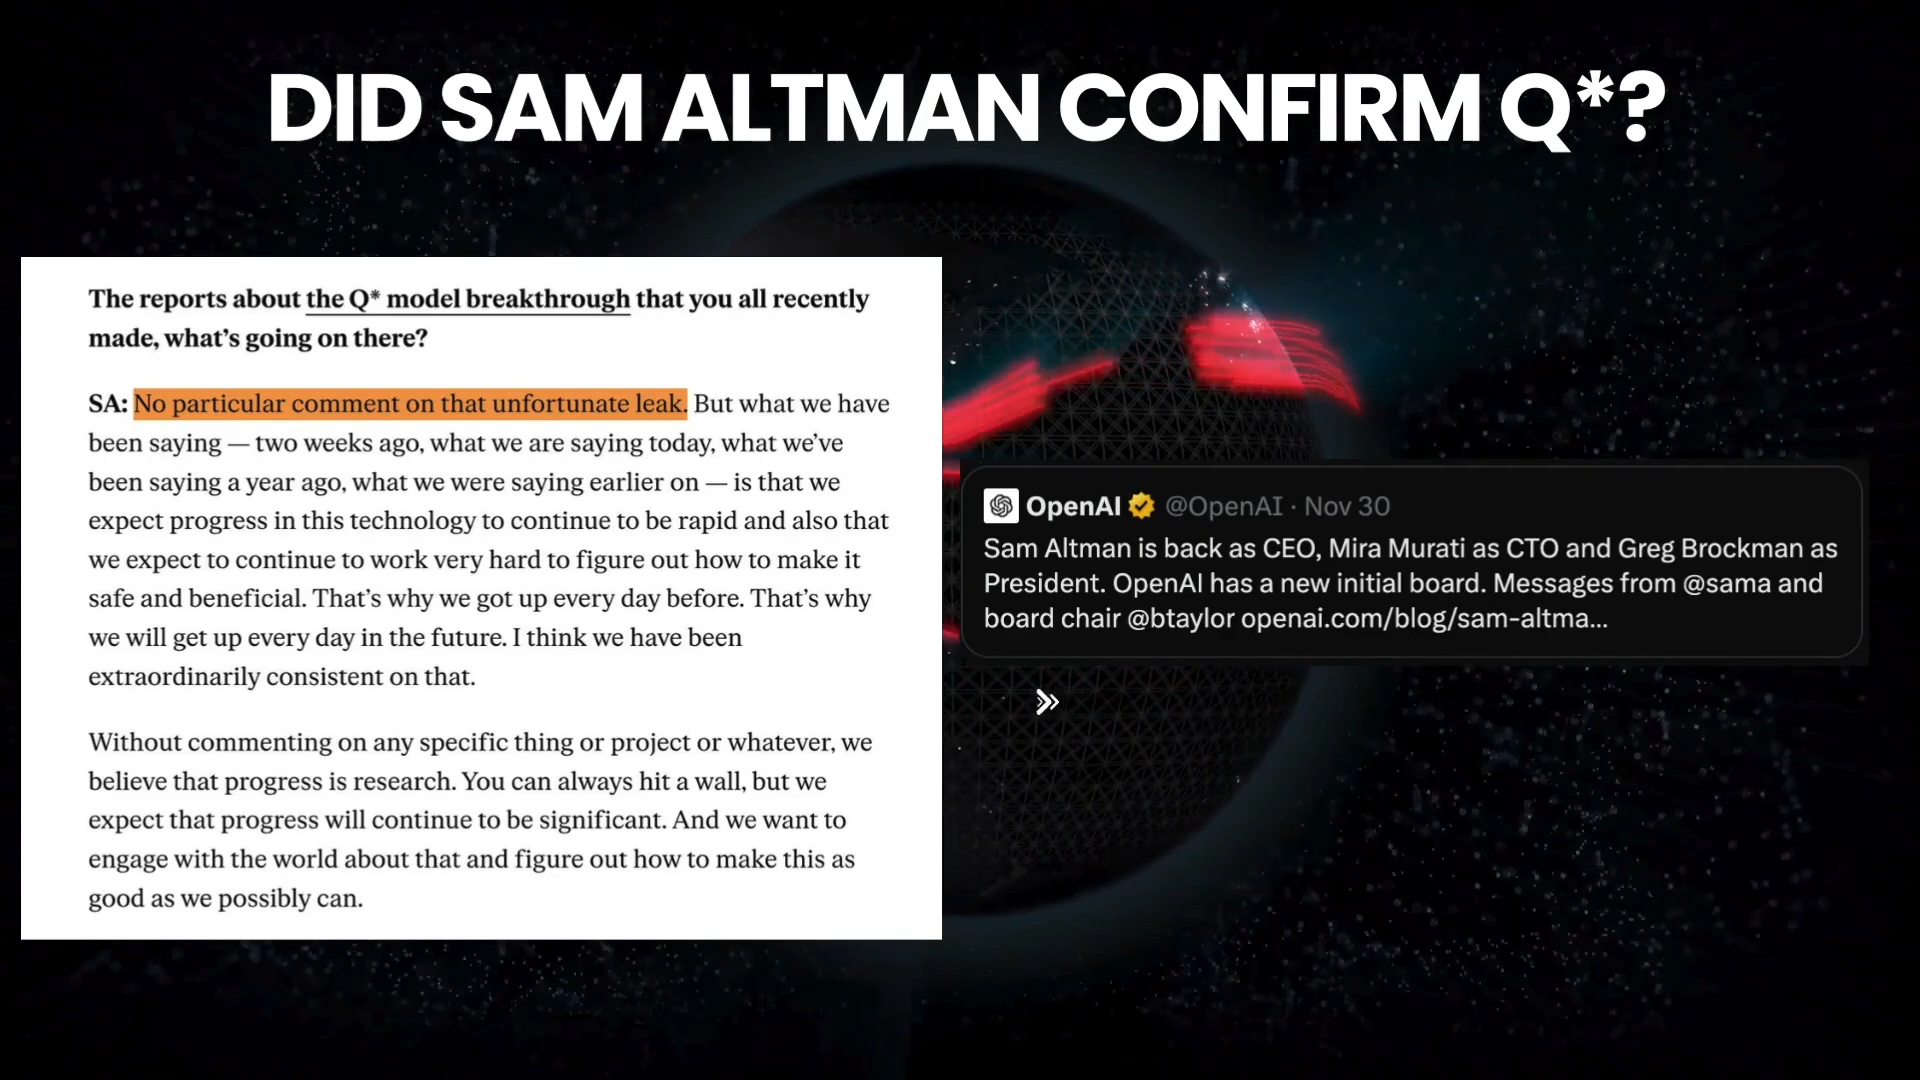 DID SAM ALTMAN CONFIRM Q*?
The reports about the Q* model breakthrough that you all recently
made, what’s going on there?
SA: No particular comment on that unfortunate leak. But what we have
been saying — two weeks ago, what we are saying today, what we’ve
been saying a year ago, what we were saying earlier on — is that we
expect progress in this technology to continue to be rapid and also that
we expect to continue to work very hard to figure out how to make it
safe and beneficial. That’s why we got up every day before. That’s why
we will get up every day in the future. I think we have been
extraordinarily consistent on that.
Without commenting on any specific thing or project or whatever, we
believe that progress is research. You can always hit a wall, but we
expect that progress will continue to be significant. And we want to
engage with the world about that and figure out how to make this as
good as we possibly can.
OpenAI @OpenAI · Nov 30
Sam Altman is back as CEO, Mira Murati as CTO and Greg Brockman as
President. OpenAI has a new initial board. Messages from @sama and
board chair @btaylor openai.com/blog/sam-altma...